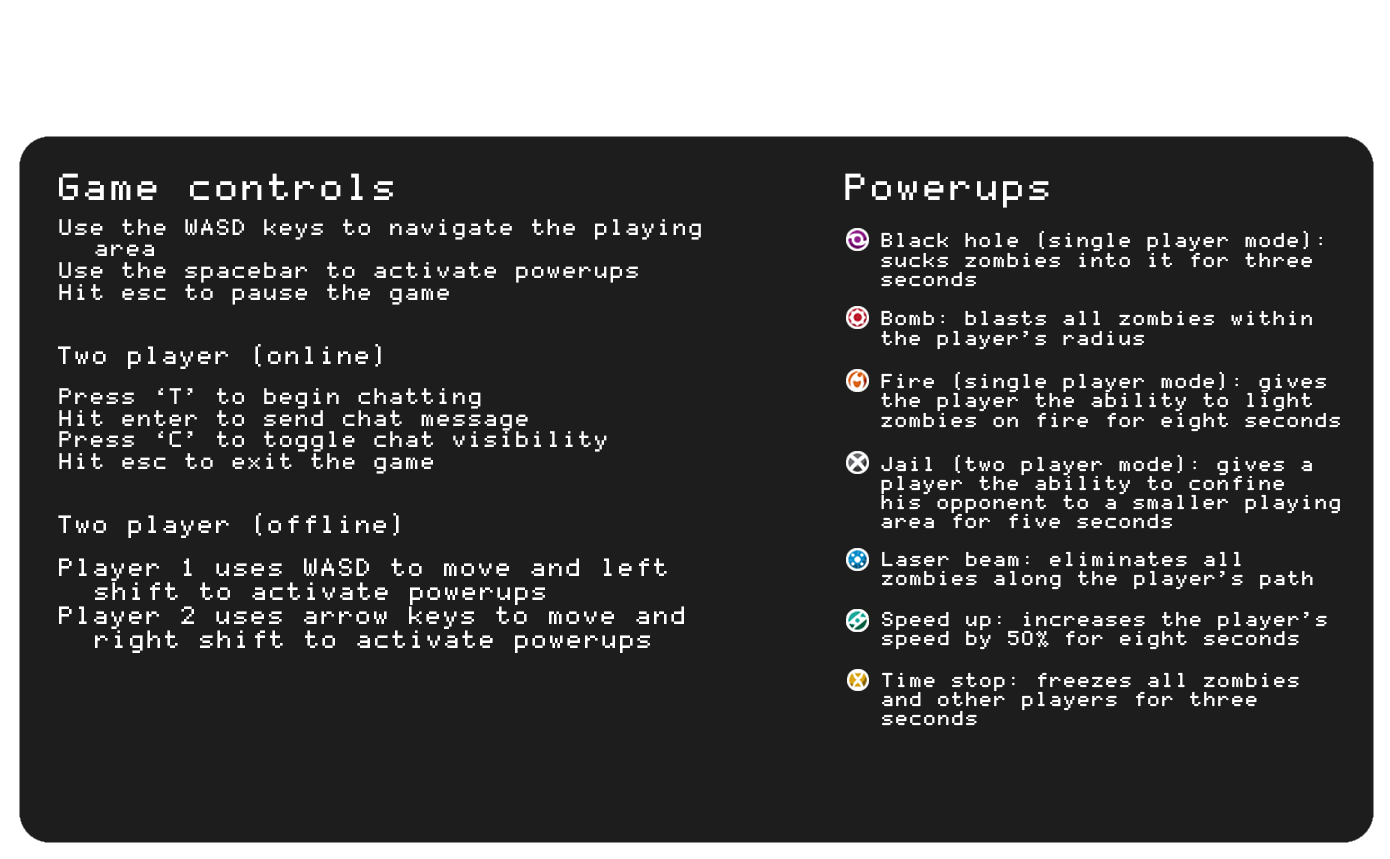 Game controls
Use the WASD keys to navigate the playing
area
Use the spacebar to activate powerups
Hit esc to pause the game
Two player (online)
Press ‘T’ to begin chatting
Hit enter to send chat message
Press ‘C’ to toggle chat visibility
Hit esc to exit the game
Two player (offline)
Player 1 uses WASD to move and left
shift to activate powerups
Player 2 uses arrow keys to move and
right shift to activate powerups
Powerups
Black hole (single player mode):
sucks zombies into it for three
seconds
Bomb: blasts all zombies within
the player’s radius
Fire (single player mode): gives
the player the ability to light
zombies on fire for eight seconds
Jail (two player mode): gives a
player the ability to confine
his opponent to a smaller playing
area for five seconds
Laser beam: eliminates all
zombies along the player’s path
Speed up: increases the player’s
speed by 50% for eight seconds
Time stop: freezes all zombies
and other players for three
seconds